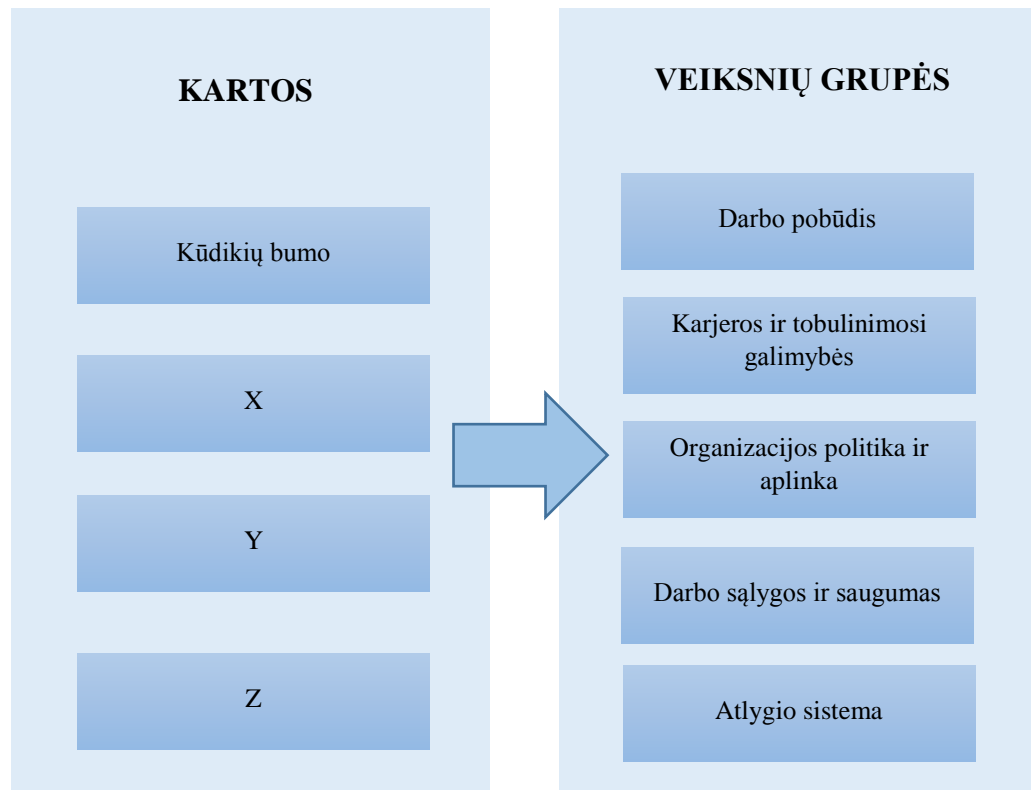 KARTOS
Kūdikių bumo
X
Y
Z
VEIKSNIŲ GRUPĖS
Darbo pobūdis
Karjeros ir tobulinimosi
galimybės
Organizacijos politika ir
aplinka
Darbo sąlygos ir saugumas
Atlygio sistema